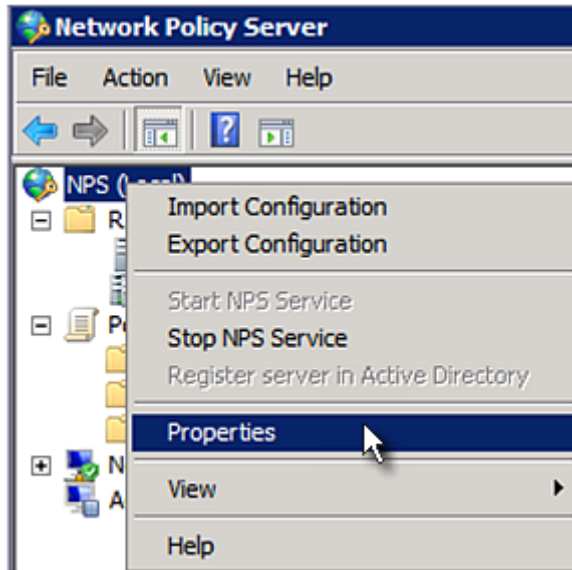 Network Policy Server
File Action View Help
NPS (Local)
Import Configuration
Export Configuration
Start NPS Service
Stop NPS Service
Register server in Active Directory
Properties
View
Help